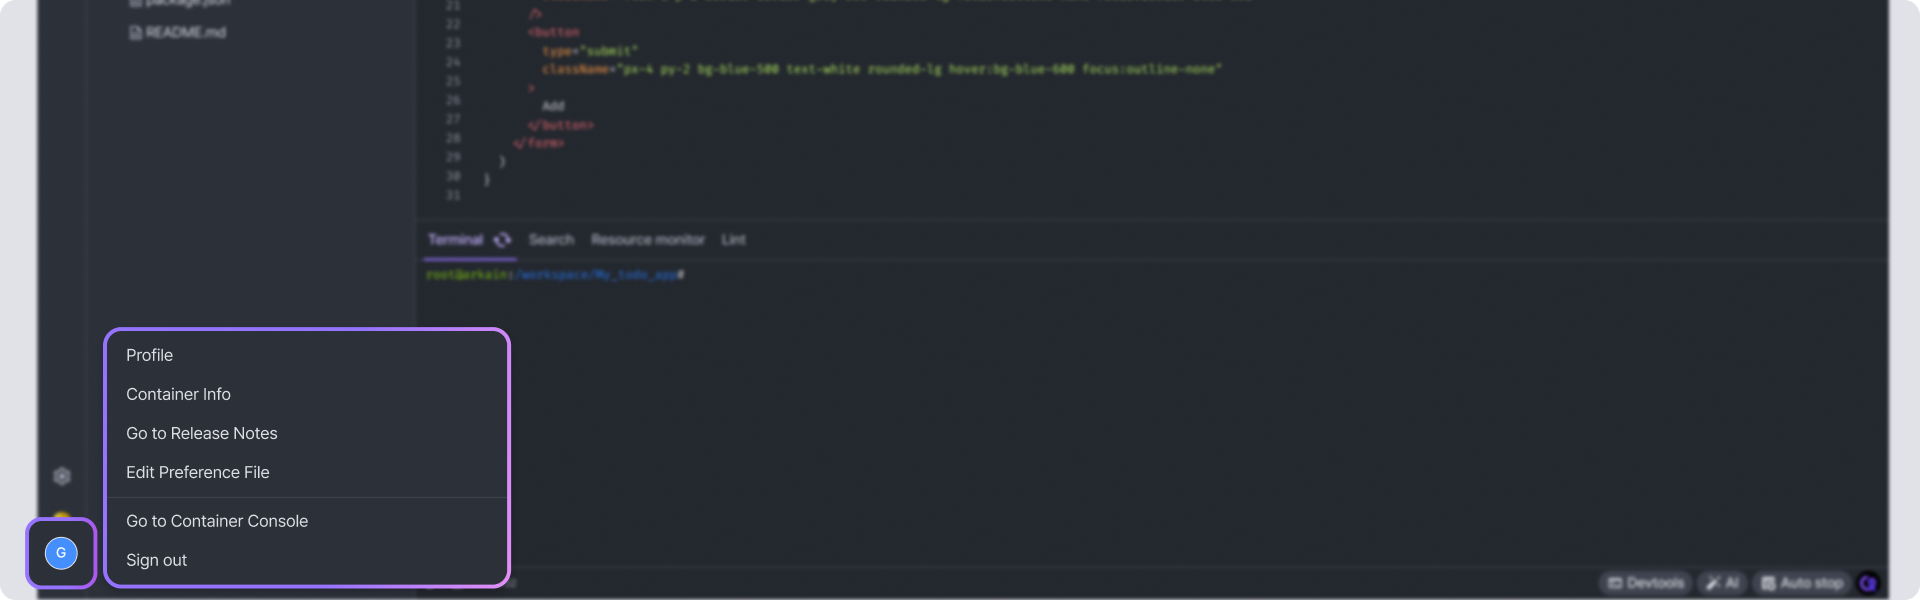 package.json
README.md
21
22
23
24
25
26
27
28
29
30
31
/>
<button
type="submit"
className="px-4 py-2 bg-blue-500 text-white rounded-lg hover:bg-blue-600 focus:outline-none"
>
Add
</button>
</form>
)
}
Terminal Search Resource monitor Lint
root@arkain:/workspace/My_todo_app#
Profile
Container Info
Go to Release Notes
Edit Preference File
Go to Container Console
Sign out
G
Devtools AI Auto stop